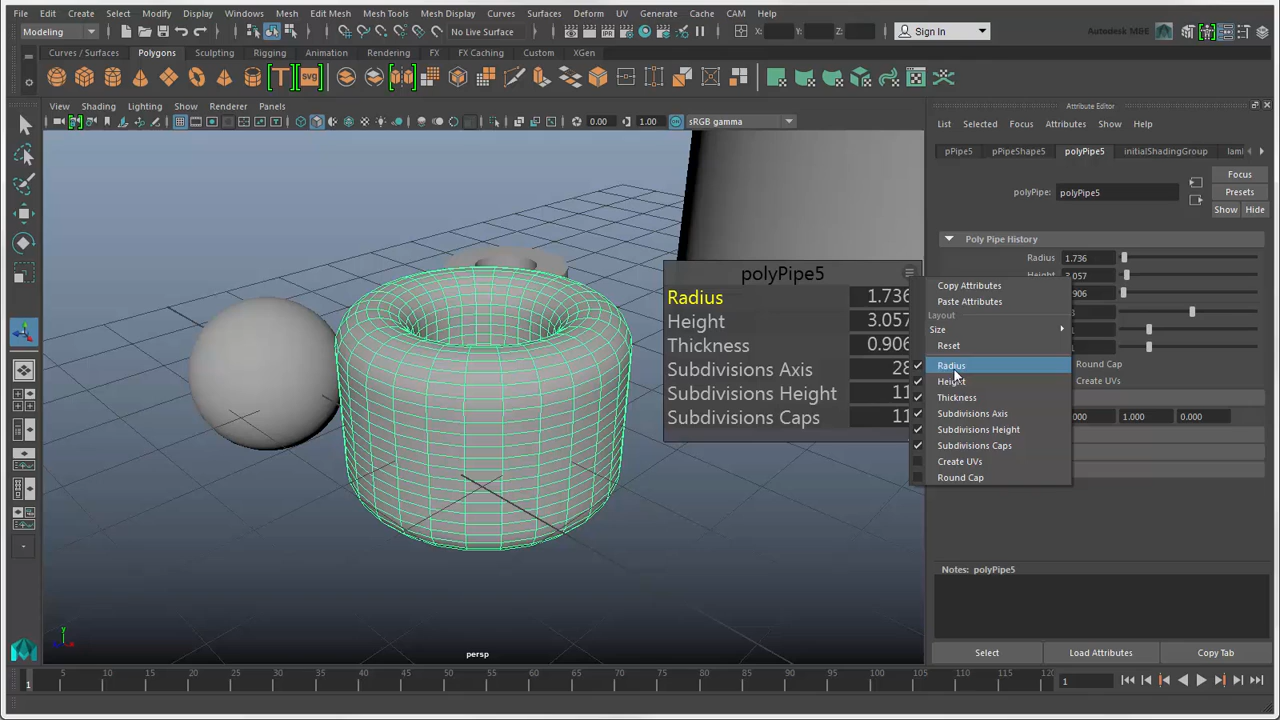 File Edit Create Select Modify Display Windows Mesh Edit Mesh Mesh Tools Mesh Display Curves Surfaces Deform UV Generate Cache CAM Help
Modeling No Live Surface X: Y: Z: Sign In Autodesk
Curves / Surfaces Polygons Sculpting Rigging Animation Rendering FX FX Caching Custom XGen
T svg
View Shading Lighting Show Renderer Panels
0.00 1.00 sRGB gamma
Attribute Editor
List Selected Focus Attributes Show Help
pPipe5 pPipeShape5 polyPipe5 initialShadingGroup
polyPipe: polyPipe5
Focus
Presets
Show Hide
Poly Pipe History
Radius 1.736
polyPipe5
Radius 1.736
Height 3.057
Thickness 0.906
Subdivisions Axis 28
Subdivisions Height 11
Subdivisions Caps 11
Copy Attributes
Paste Attributes
Layout
Size
Reset
Radius
Height
Thickness
Subdivisions Axis
Subdivisions Height
Subdivisions Caps
Create UVs
Round Cap
Round Cap
Create UVs
1.000 0.000
persp
y
x
Notes: polyPipe5
Select Load Attributes Copy Tab
1 5 10 15 20 25 30 35 40 45 50 55 60 65 70 75 80 85 90 95 100 105 110 115 1